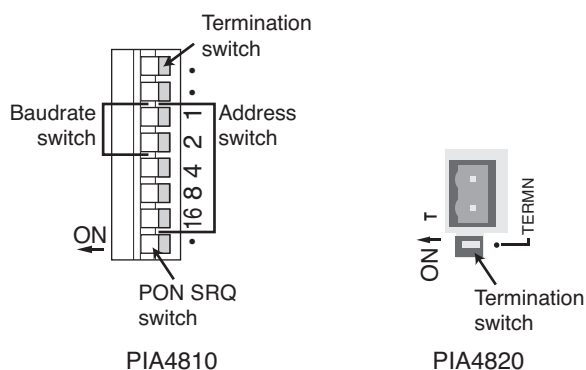 Termination
switch
Baudrate
switch
Address
switch
1
2
4
8
16
ON
PON SRQ
switch
PIA4810
T
TERMN
ON
Termination
switch
PIA4820